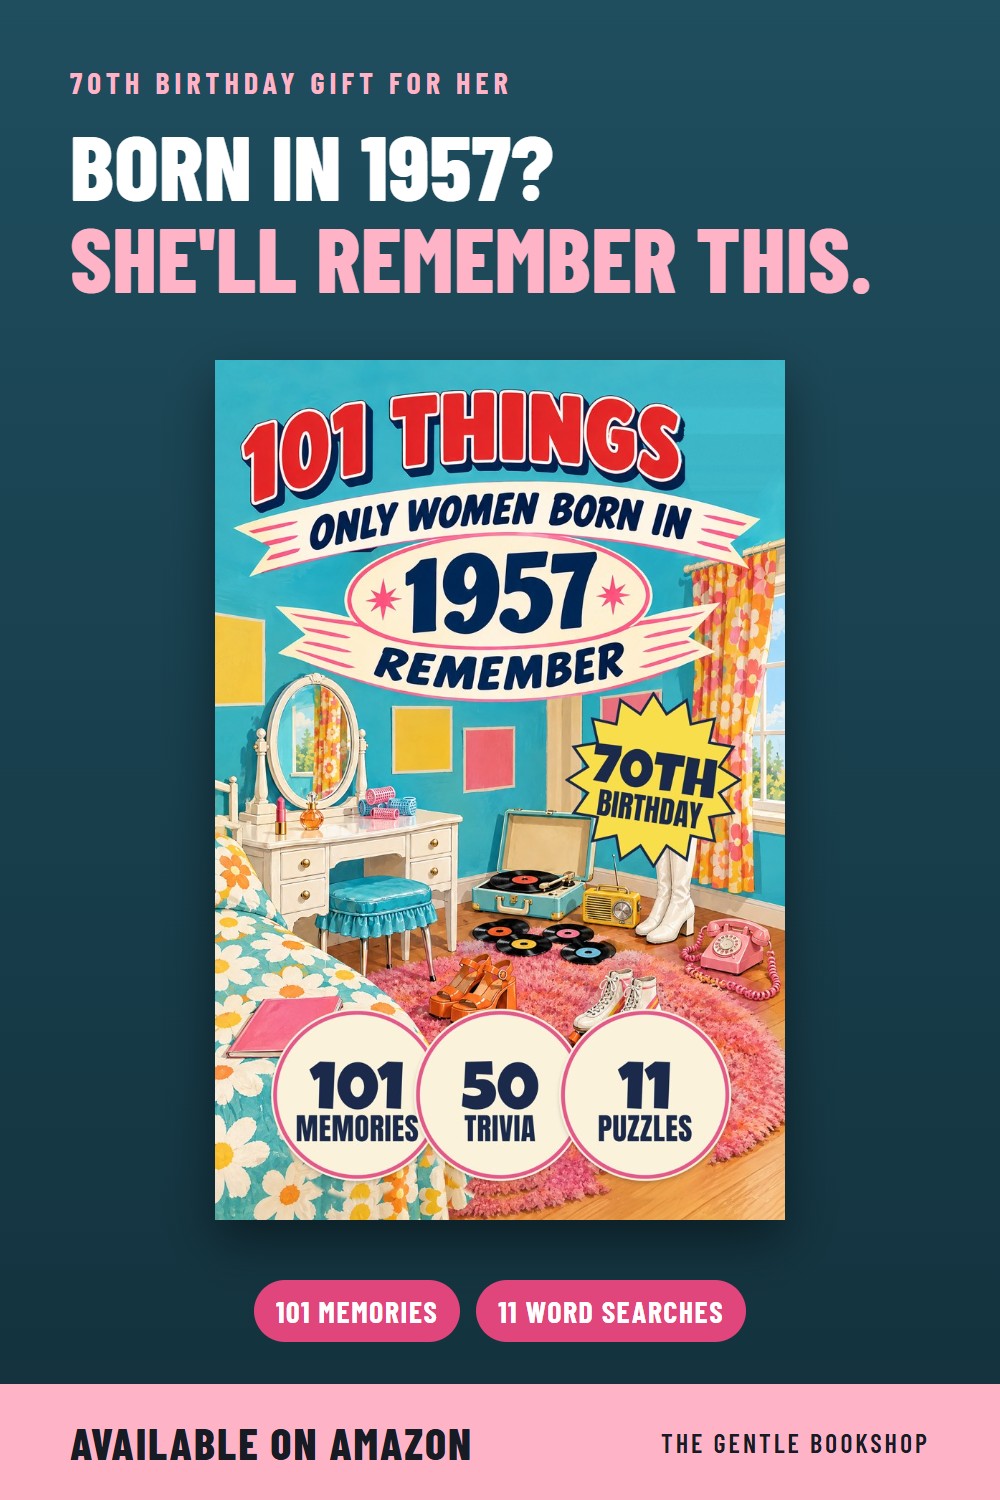 70TH BIRTHDAY GIFT FOR HER
BORN IN 1957?
SHE'LL REMEMBER THIS.
101 THINGS
ONLY WOMEN BORN IN
1957
REMEMBER
70TH
BIRTHDAY
101
MEMORIES
50
TRIVIA
11
PUZZLES
101 MEMORIES
11 WORD SEARCHES
AVAILABLE ON AMAZON
THE GENTLE BOOKSHOP